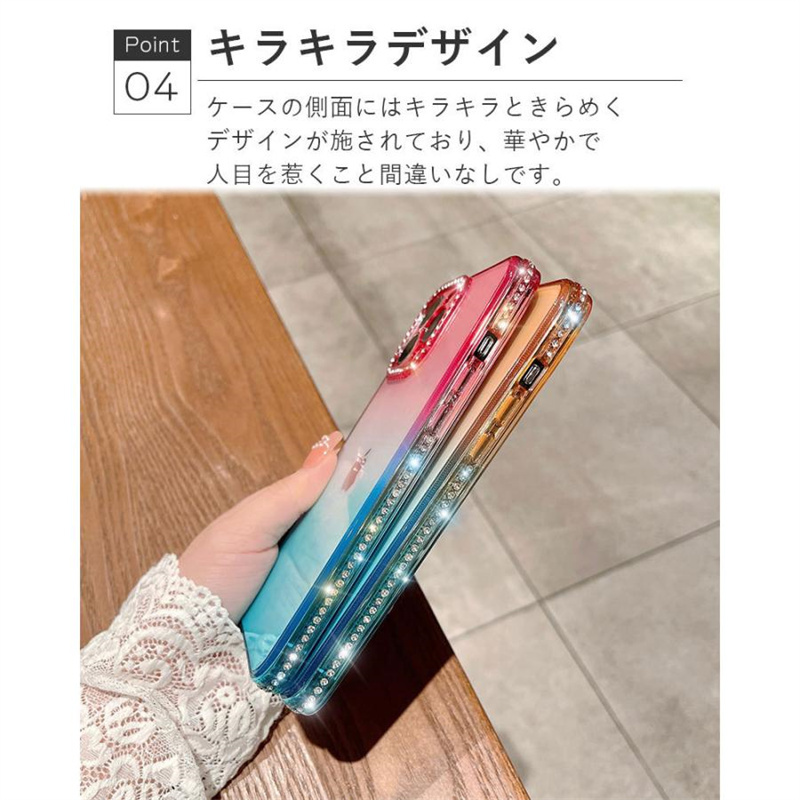 Point
04
キラキラデザイン
ケースの側面にはキラキラときらめく
デザインが施されており、華やかで
人目を惹くこと間違いなしです。